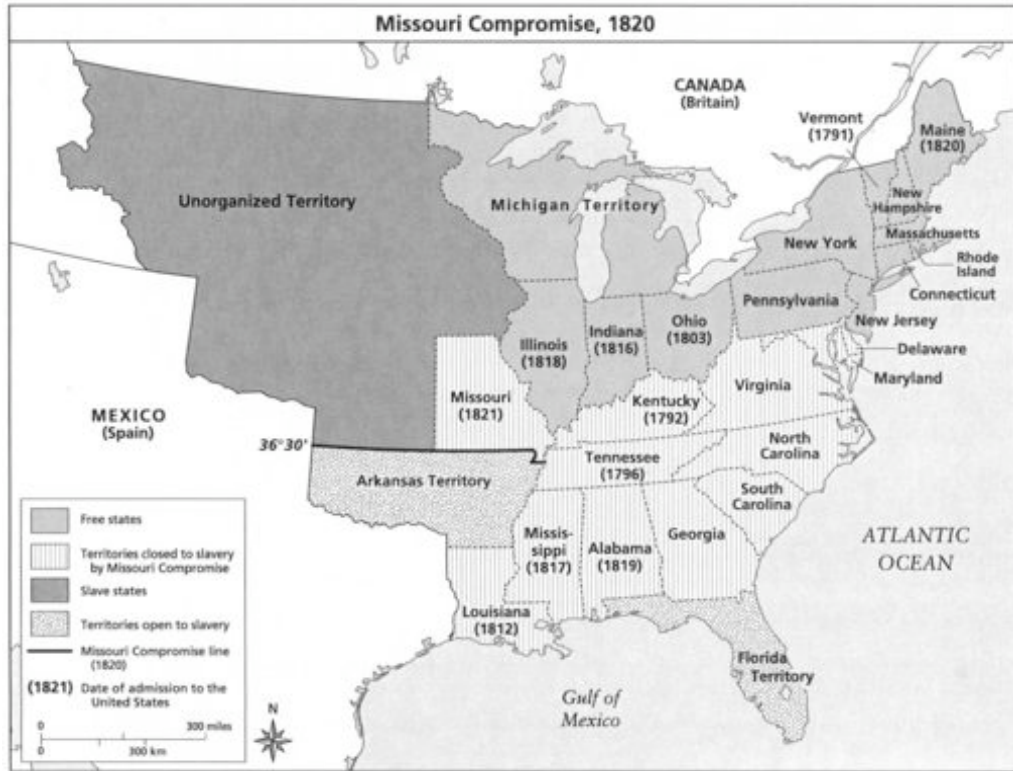 Missouri Compromise, 1820
CANADA
(Britain)
Vermont
(1791)
Maine
(1820)
Unorganized Territory
Michigan Territory
New
Hampshire
Massachusetts
New York
Rhode
Island
Connecticut
Pennsylvania
New Jersey
Ohio
(1803)
Indiana
(1816)
Illinois
(1818)
Delaware
Maryland
Virginia
Missouri
(1821)
Kentucky
(1792)
MEXICO
(Spain)
36°30'
North
Carolina
Tennessee
(1796)
Arkansas Territory
South
Carolina
Missis-
sippi
(1817)
Alabama
(1819)
Georgia
ATLANTIC
OCEAN
Louisiana
(1812)
Florida
Territory
Gulf of
Mexico
Free states
Territories closed to slavery
by Missouri Compromise
Slave states
Territories open to slavery
Missouri Compromise line
(1820)
(1821) Date of admission to the
United States
0 300 miles
0 300 km
N